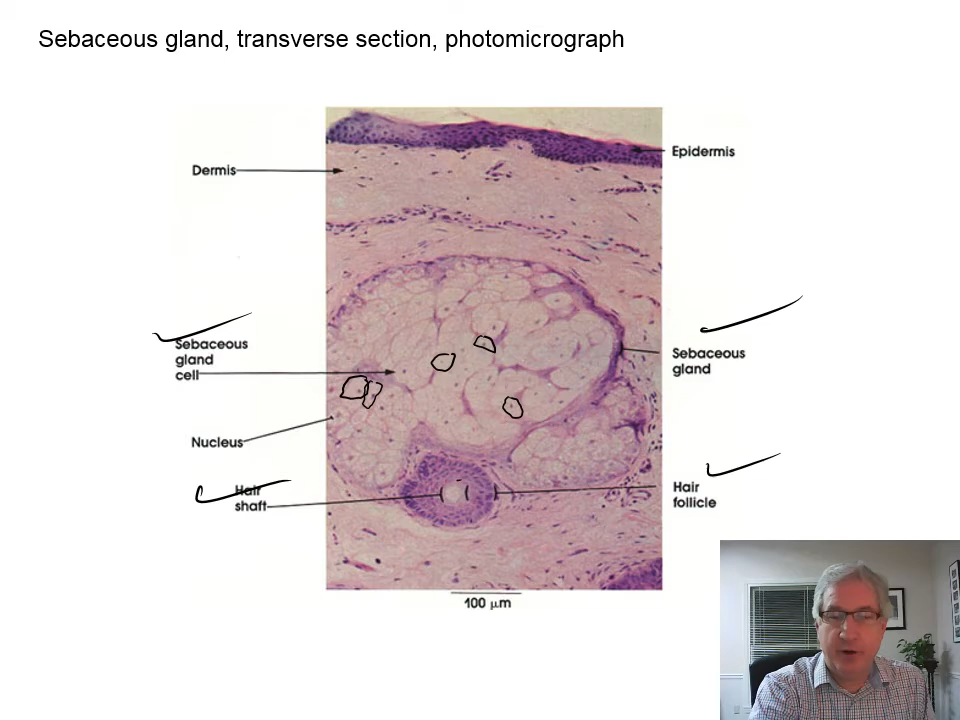 Sebaceous gland, transverse section, photomicrograph
Dermis
Epidermis
Sebaceous
gland
cell
Sebaceous
gland
Nucleus
Hair
shaft
Hair
follicle
100 μm